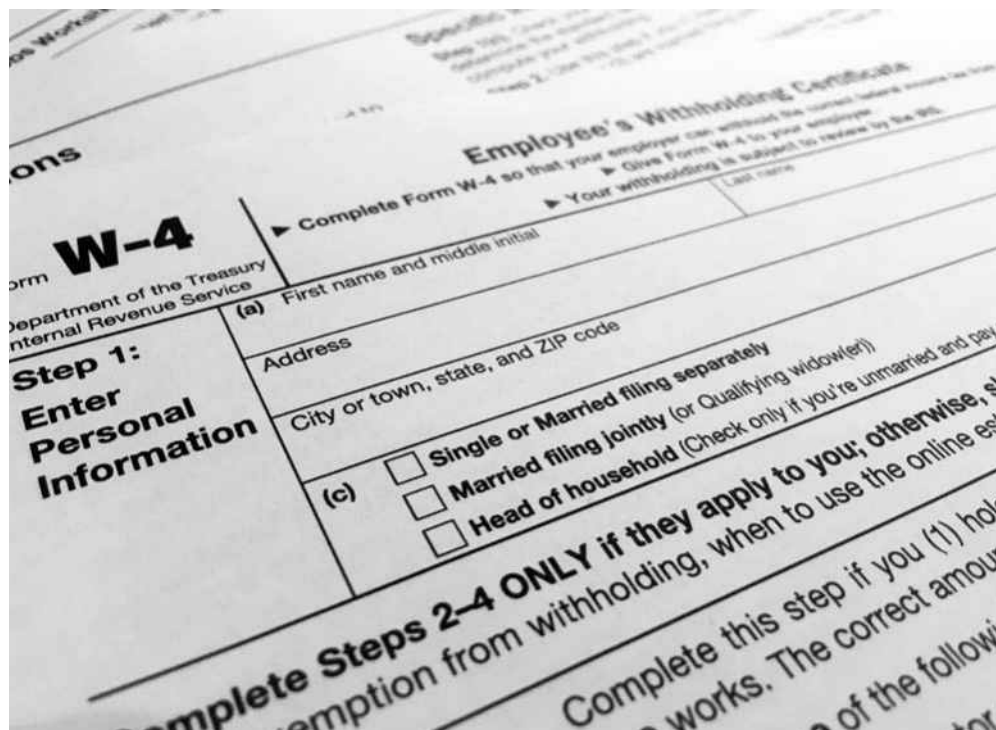 ons
Employee's Withholding Certificate
▶ Complete Form W-4 so that your employer can withhold the correct federal income tax from
▶ Give Form W-4 to your employer.
▶ Your withholding is subject to review by the IRS.
orm W-4
Department of the Treasury
Internal Revenue Service
Step 1:
Enter
Personal
Information
(a) First name and middle initial
Last name
Address
City or town, state, and ZIP code
(c) Single or Married filing separately
Married filing jointly (or Qualifying widow(er))
Head of household (Check only if you're unmarried and pay
mplete Steps 2–4 ONLY if they apply to you; otherwise, s
emption from withholding, when to use the online es
Complete this step if you (1) hol
works. The correct amoun
of the followi